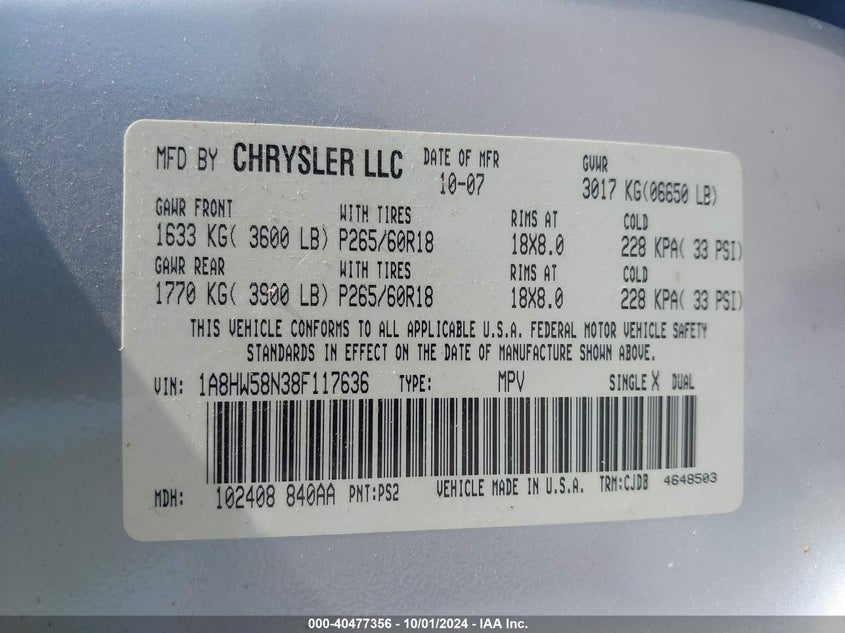 MFD BY CHRYSLER LLC DATE OF MFR GVWR
10-07 3017 KG(06650 LB)
GAWR FRONT WITH TIRES RIMS AT COLD
1633 KG( 3600 LB) P265/60R18 18X8.0 228 KPA( 33 PSI)
GAWR REAR WITH TIRES RIMS AT COLD
1770 KG( 3900 LB) P265/60R18 18X8.0 228 KPA( 33 PSI)
THIS VEHICLE CONFORMS TO ALL APPLICABLE U.S.A. FEDERAL MOTOR VEHICLE SAFETY
STANDARDS IN EFFECT ON THE DATE OF MANUFACTURE SHOWN ABOVE.
VIN: 1A8HW58N38F117636 TYPE: MPV SINGLE X DUAL
MDH: 102408 840AA PNT:PS2 VEHICLE MADE IN U.S.A. TRM:CJDB 4648503
000-40477356 - 10/01/2024 - IAA Inc.